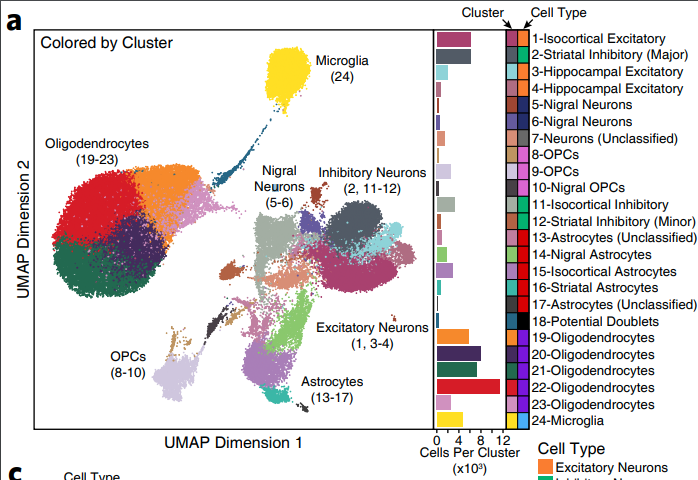 a
Cluster
Cell Type
Colored by Cluster
Microglia
(24)
Oligodendrocytes
(19-23)
Nigral
Neurons
(5-6)
Inhibitory Neurons
(2, 11-12)
Excitatory Neurons
(1, 3-4)
OPCs
(8-10)
Astrocytes
(13-17)
UMAP Dimension 2
UMAP Dimension 1
1-Isocortical Excitatory
2-Striatal Inhibitory (Major)
3-Hippocampal Excitatory
4-Hippocampal Excitatory
5-Nigral Neurons
6-Nigral Neurons
7-Neurons (Unclassified)
8-OPCs
9-OPCs
10-Nigral OPCs
11-Isocortical Inhibitory
12-Striatal Inhibitory (Minor)
13-Astrocytes (Unclassified)
14-Nigral Astrocytes
15-Isocortical Astrocytes
16-Striatal Astrocytes
17-Astrocytes (Unclassified)
18-Potential Doublets
19-Oligodendrocytes
20-Oligodendrocytes
21-Oligodendrocytes
22-Oligodendrocytes
23-Oligodendrocytes
24-Microglia
0 4 8 12
Cells Per Cluster
(x10³)
Cell Type
Excitatory Neurons
c
Cell Type